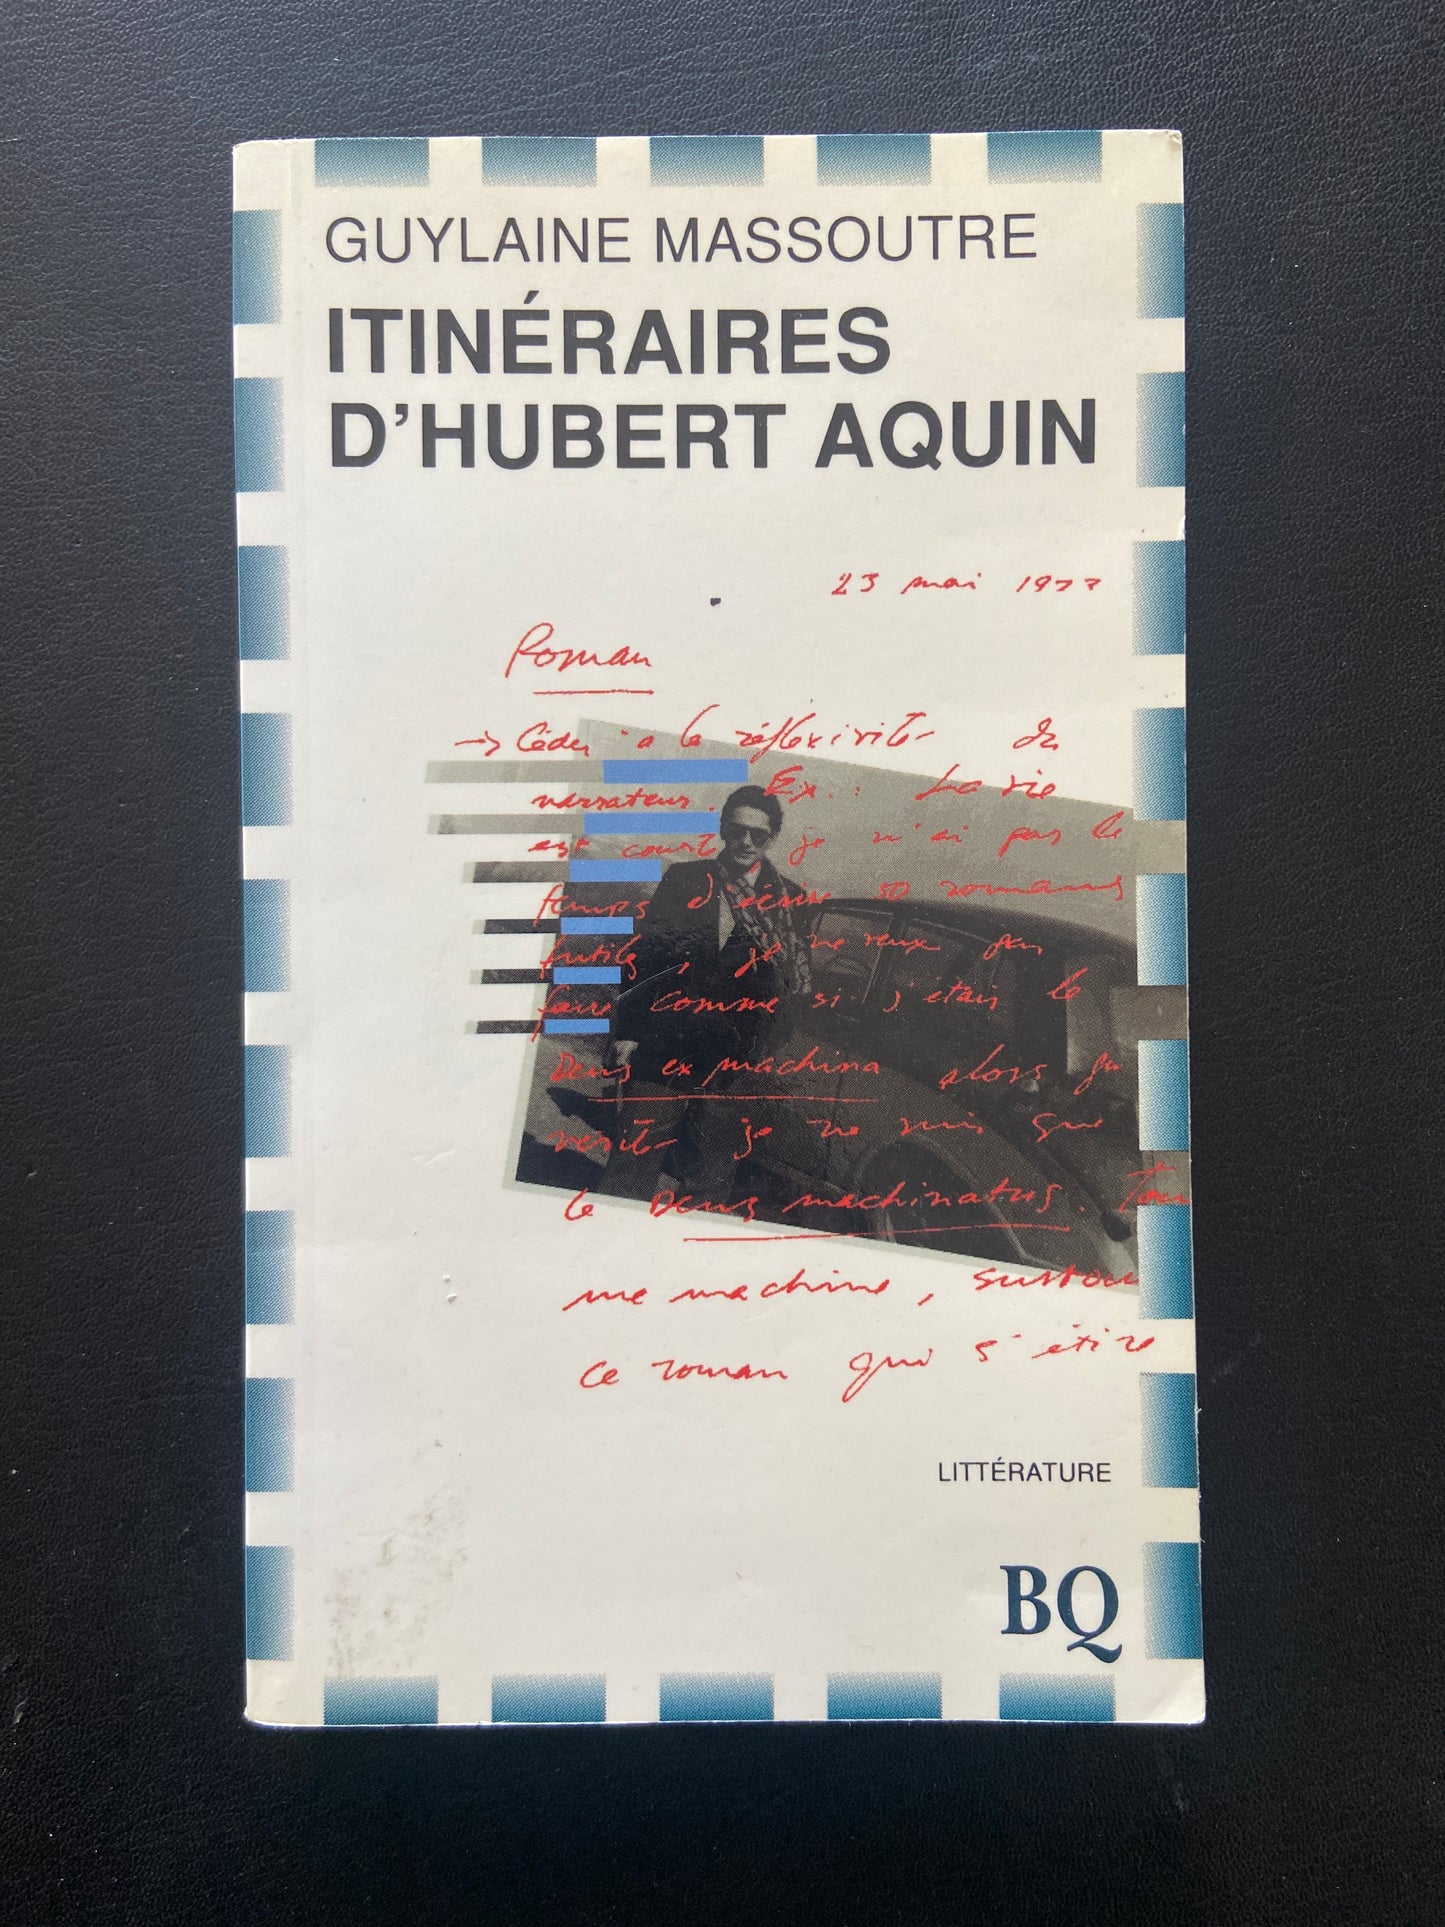 GUYLAINE MASSOUTRE
ITINÉRAIRES
D'HUBERT AQUIN
23 mai 1977
Roman
→ Céder à la réflexivité du
narrateur. Ex.: La vie
est courte je n'ai pas le
temps d'écrire 50 romans
futiles, je ne veux pas
faire comme si j'étais le
Deus ex machina alors qu'
vérité je ne suis que
le Deus machinatus. Tou
me machine, surtou
ce roman qui s'étire
LITTÉRATURE
BQ